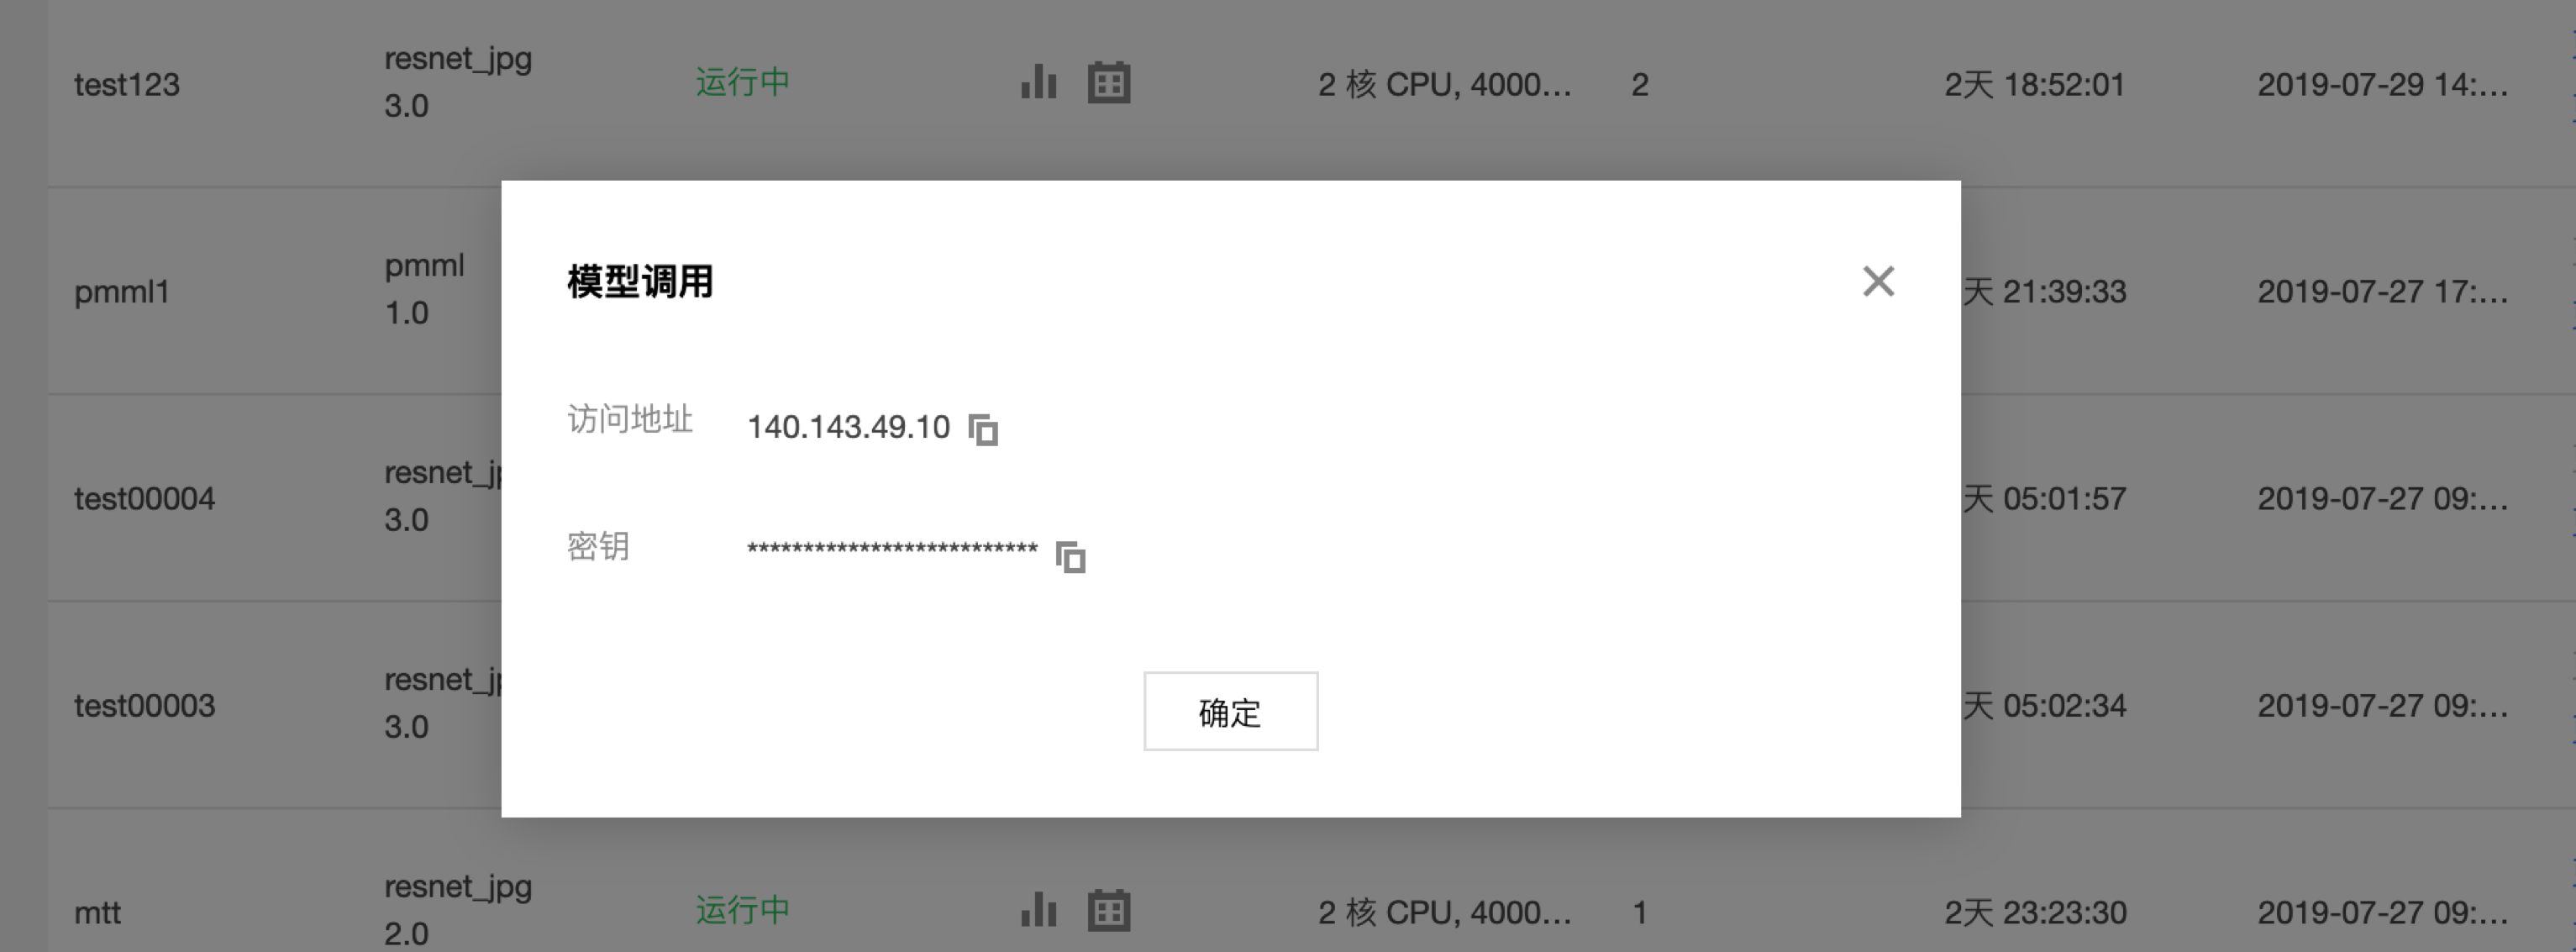 test123
resnet_jpg
3.0
运行中
2 核 CPU, 4000...
2
2天 18:52:01
2019-07-29 14:...
pmml1
pmml
1.0
天 21:39:33
2019-07-27 17:...
模型调用
访问地址 140.143.49.10
密钥 **************************
确定
test00004
resnet_jp
3.0
天 05:01:57
2019-07-27 09:...
test00003
resnet_jp
3.0
天 05:02:34
2019-07-27 09:...
mtt
resnet_jpg
2.0
运行中
2 核 CPU, 4000...
1
2天 23:23:30
2019-07-27 09:...